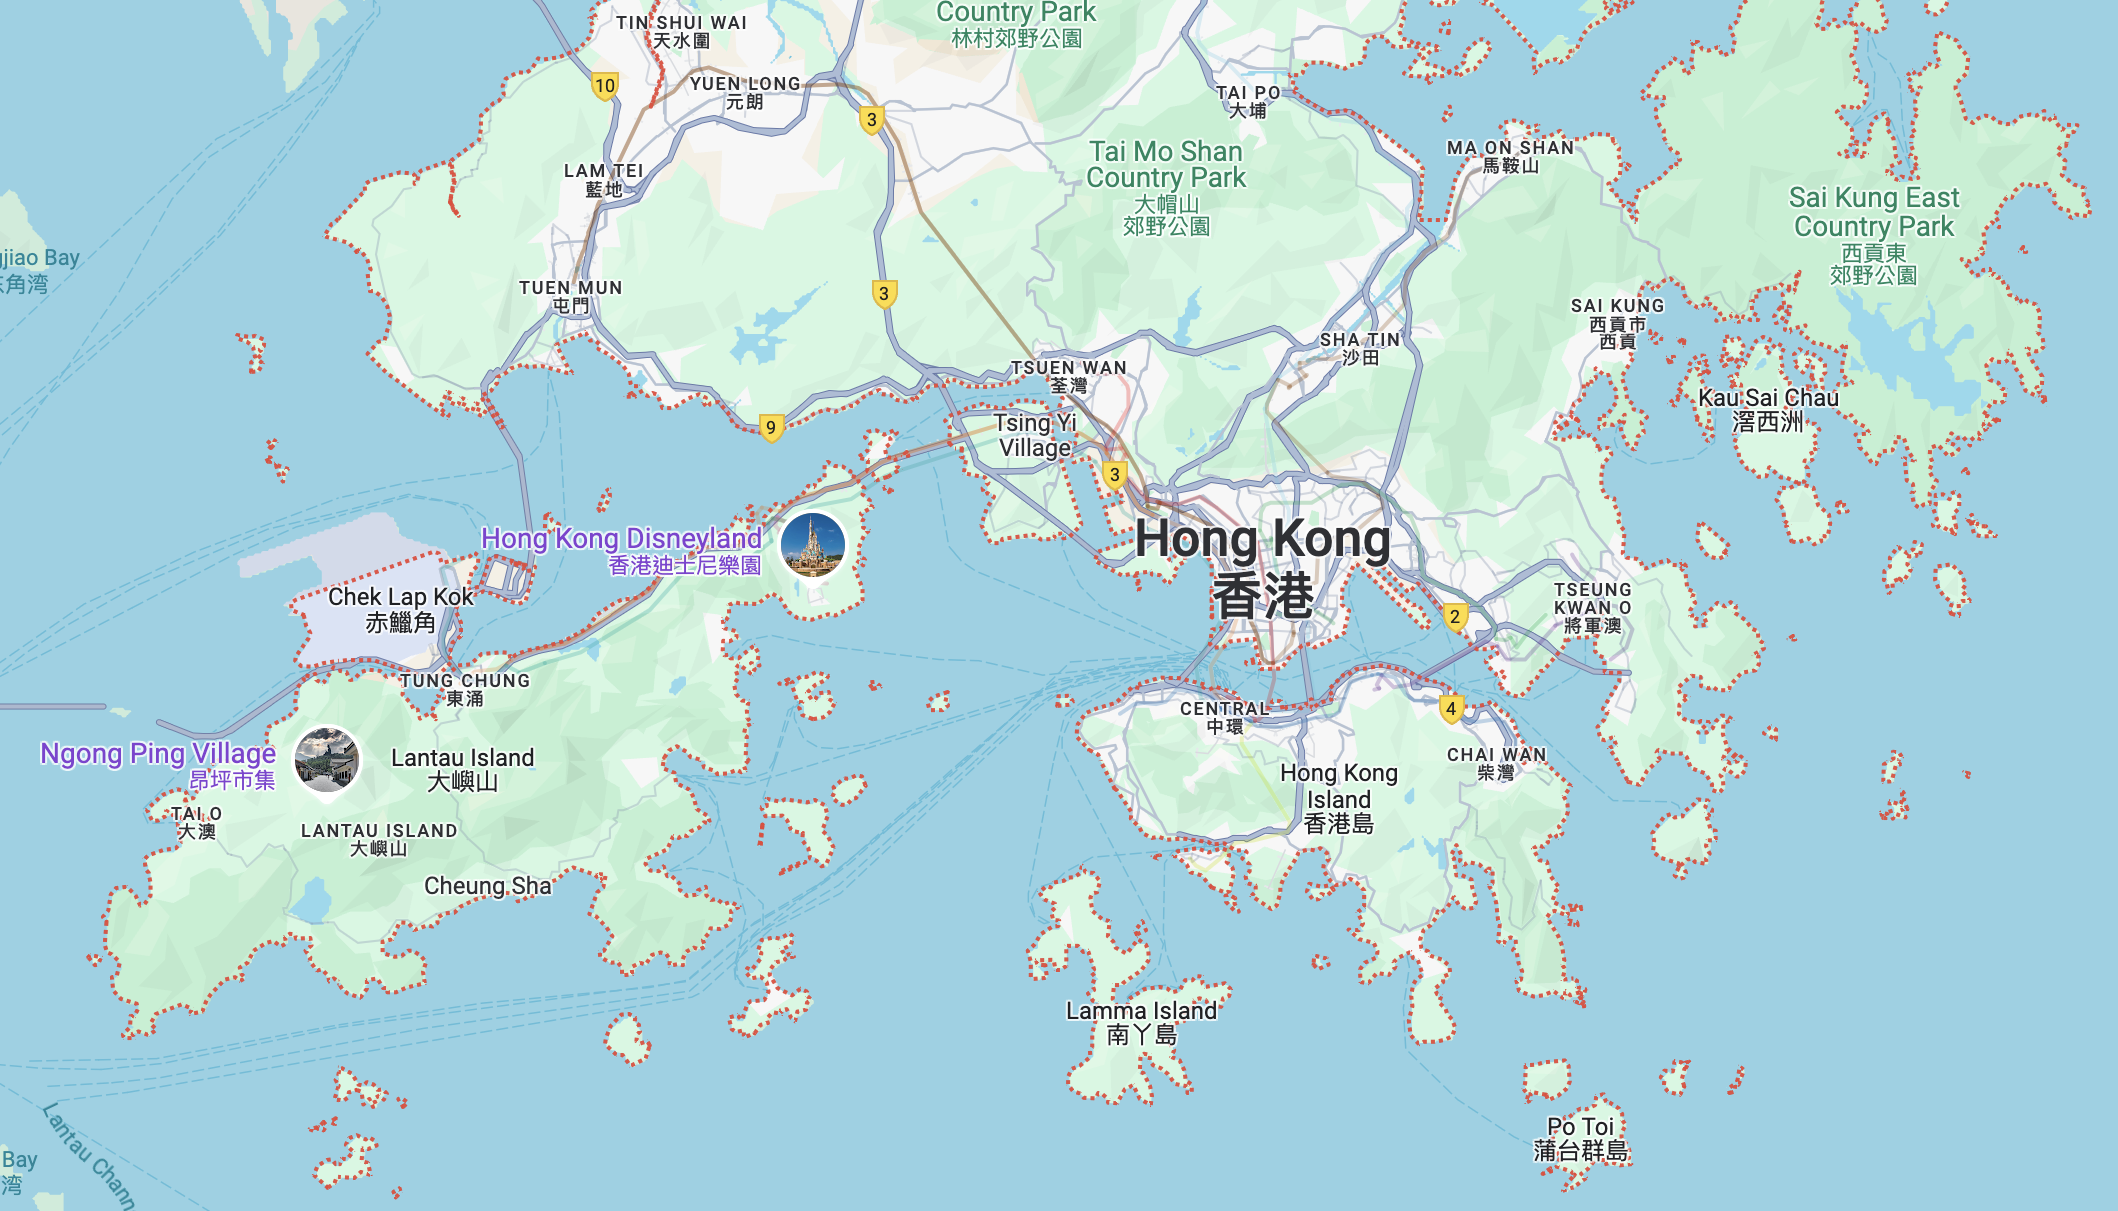 Country Park
林村郊野公園
TIN SHUI WAI
天水圍
10
YUEN LONG
元朗
3
TAI PO
大埔
Tai Mo Shan
Country Park
大帽山
郊野公園
MA ON SHAN
馬鞍山
LAM TEI
藍地
Sai Kung East
Country Park
西貢東
郊野公園
jiao Bay
角湾
TUEN MUN
屯門
3
SAI KUNG
西貢市
西貢
SHA TIN
沙田
TSUEN WAN
荃灣
Kau Sai Chau
滘西洲
9
Tsing Yi
Village
3
Hong Kong Disneyland
香港迪士尼樂園
Hong Kong
香港
Chek Lap Kok
赤鱲角
TSEUNG
KWAN O
將軍澳
2
TUNG CHUNG
東涌
CENTRAL
中環
4
Ngong Ping Village
昂坪市集
Lantau Island
大嶼山
CHAI WAN
柴灣
Hong Kong
Island
香港島
TAI O
大澳
LANTAU ISLAND
大嶼山
Cheung Sha
Lamma Island
南丫島
Po Toi
蒲台群島
Lantau Chann
Bay
湾